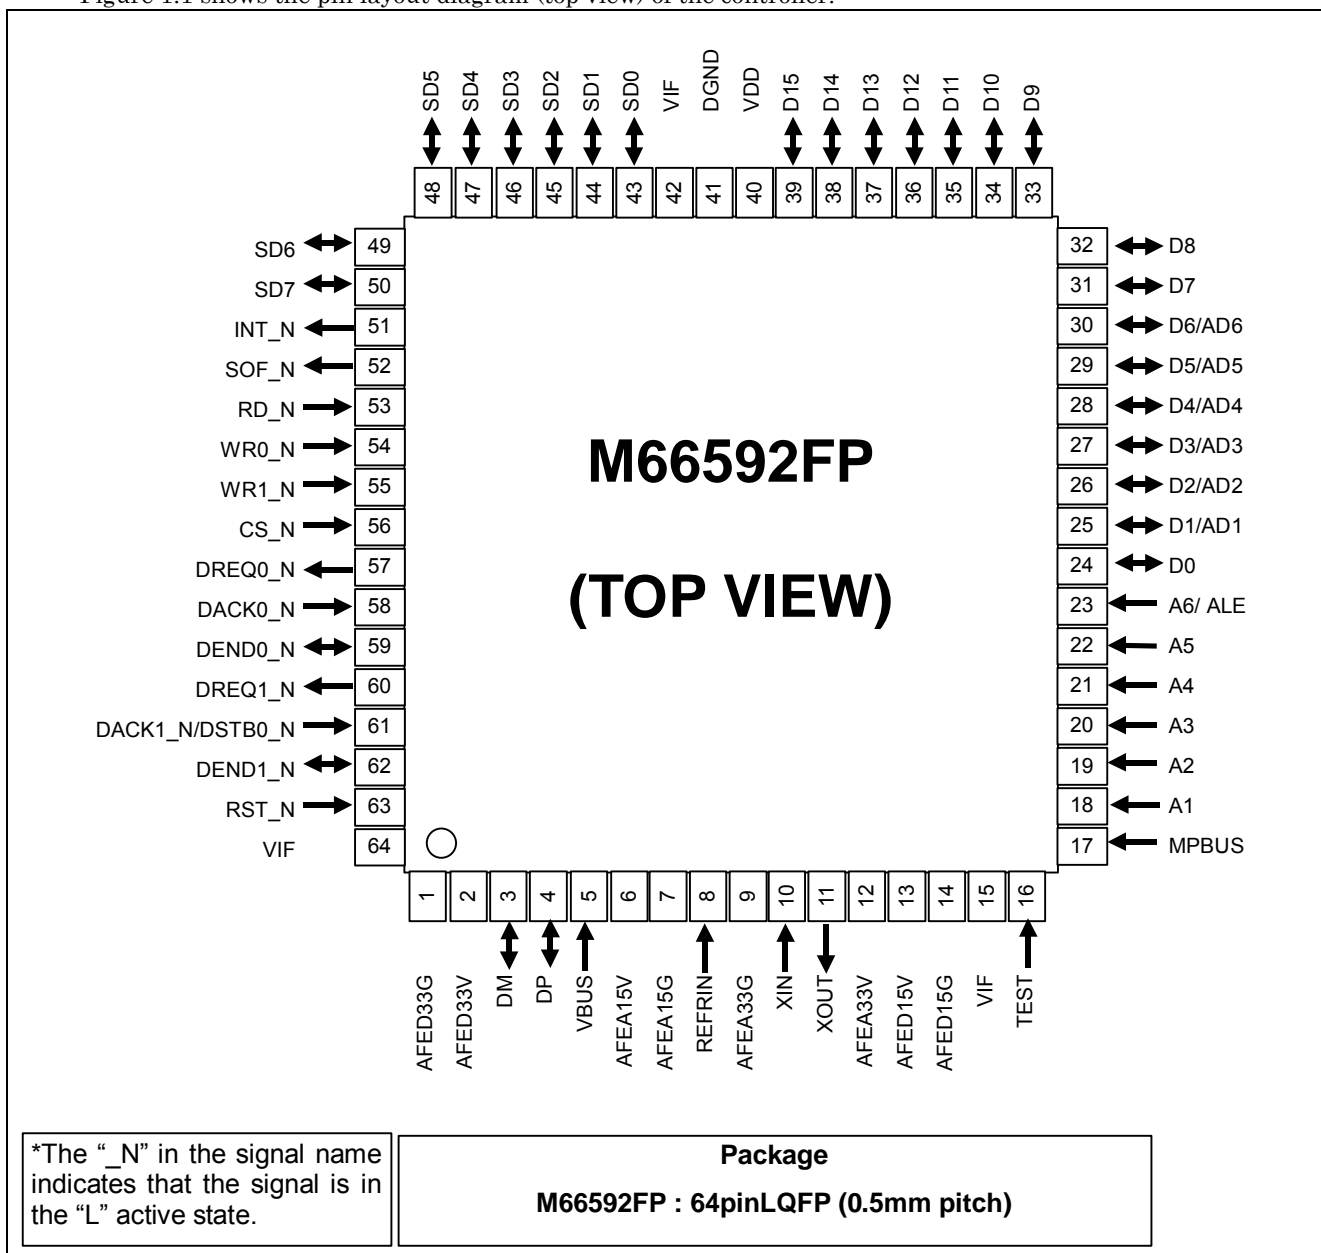 Figure 1.1 shows the pin layout diagram (top view) of the controller.
SD5 SD4 SD3 SD2 SD1 SD0 VIF DGND VDD D15 D14 D13 D12 D11 D10 D9
48 47 46 45 44 43 42 41 40 39 38 37 36 35 34 33
SD6 49
SD7 50
INT_N 51
SOF_N 52
RD_N 53
WR0_N 54
WR1_N 55
CS_N 56
DREQ0_N 57
DACK0_N 58
DEND0_N 59
DREQ1_N 60
DACK1_N/DSTB0_N 61
DEND1_N 62
RST_N 63
VIF 64
M66592FP
(TOP VIEW)
32 D8
31 D7
30 D6/AD6
29 D5/AD5
28 D4/AD4
27 D3/AD3
26 D2/AD2
25 D1/AD1
24 D0
23 A6/ ALE
22 A5
21 A4
20 A3
19 A2
18 A1
17 MPBUS
1 2 3 4 5 6 7 8 9 10 11 12 13 14 15 16
AFED33G AFED33V DM DP VBUS AFEA15V AFEA15G REFRIN AFEA33G XIN XOUT AFEA33V AFED15V AFED15G VIF TEST
*The “_N” in the signal name
indicates that the signal is in
the “L” active state.
Package
M66592FP : 64pinLQFP (0.5mm pitch)